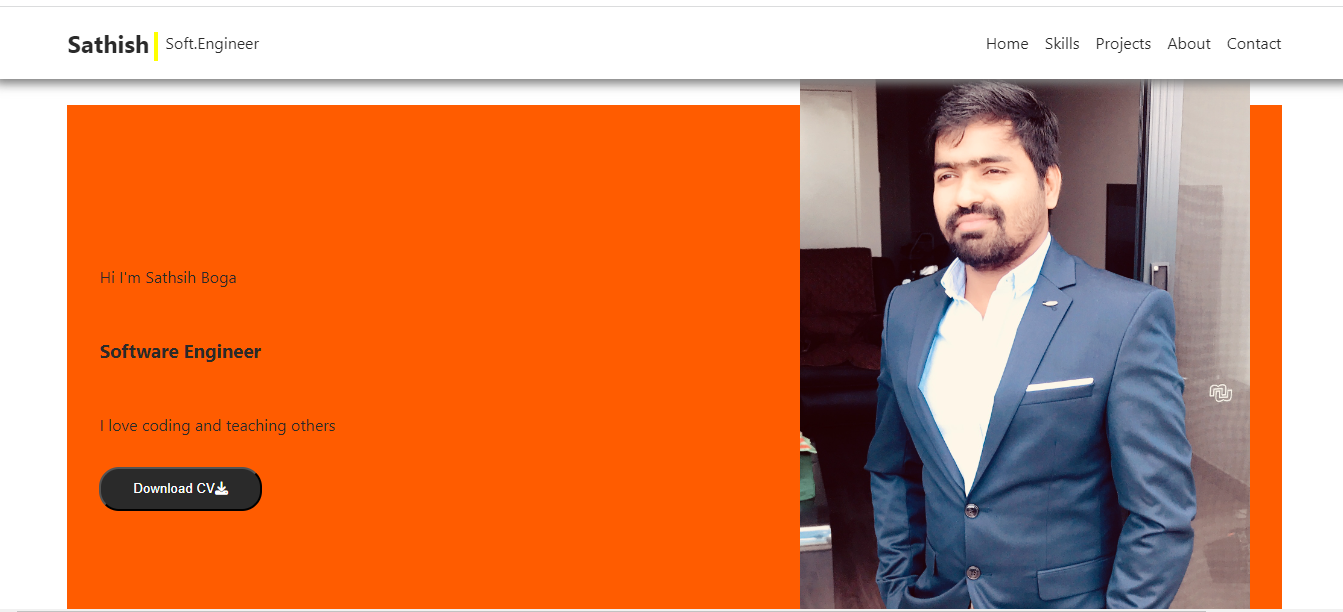 Sathish Soft.Engineer Home Skills Projects About Contact
Hi I'm Sathsih Boga
Software Engineer
I love coding and teaching others
Download CV